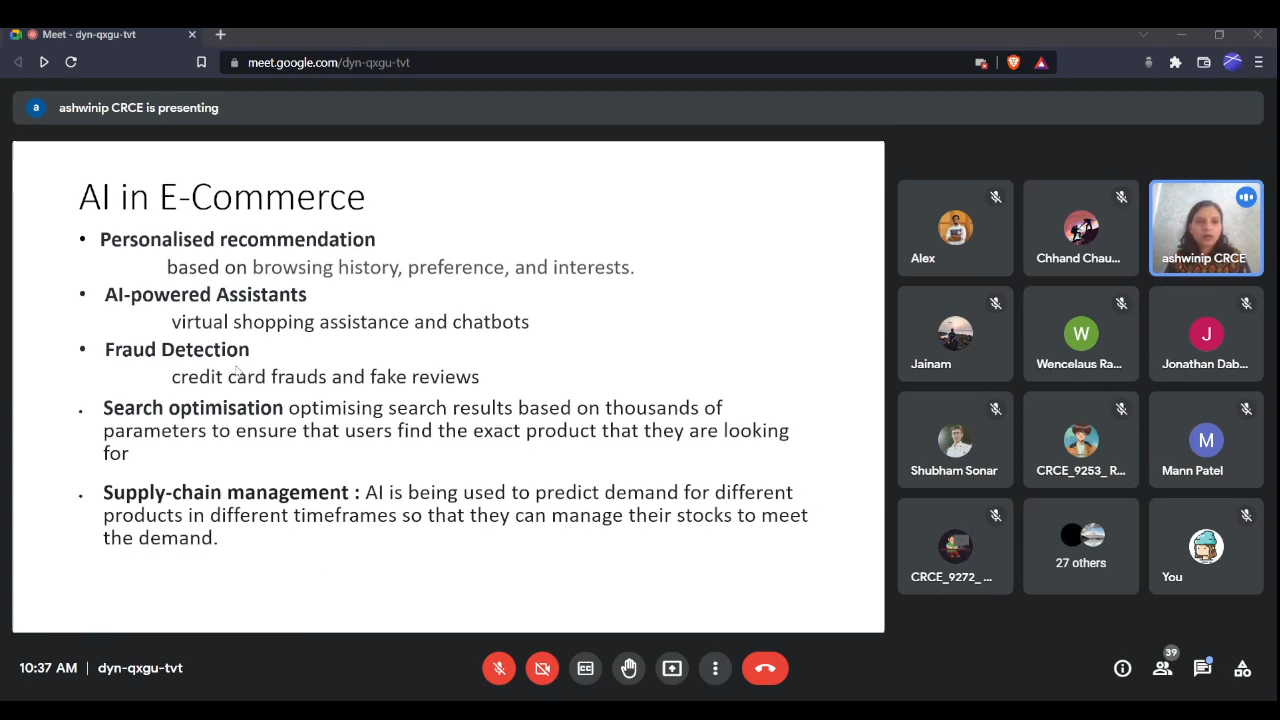 Meet - dyn-qxgu-tvt
meet.google.com/dyn-qxgu-tvt
a
ashwinip CRCE is presenting
AI in E-Commerce
• Personalised recommendation
based on browsing history, preference, and interests.
• AI-powered Assistants
virtual shopping assistance and chatbots
• Fraud Detection
credit card frauds and fake reviews
• Search optimisation optimising search results based on thousands of
parameters to ensure that users find the exact product that they are looking
for
• Supply-chain management : AI is being used to predict demand for different
products in different timeframes so that they can manage their stocks to meet
the demand.
Alex
Chhand Chau...
ashwinip CRCE
Jainam
W
Wencelaus Ra...
J
Jonathan Dab...
Shubham Sonar
CRCE_9253_ R...
M
Mann Patel
CRCE_9272_ ...
27 others
You
10:37 AM | dyn-qxgu-tvt
39